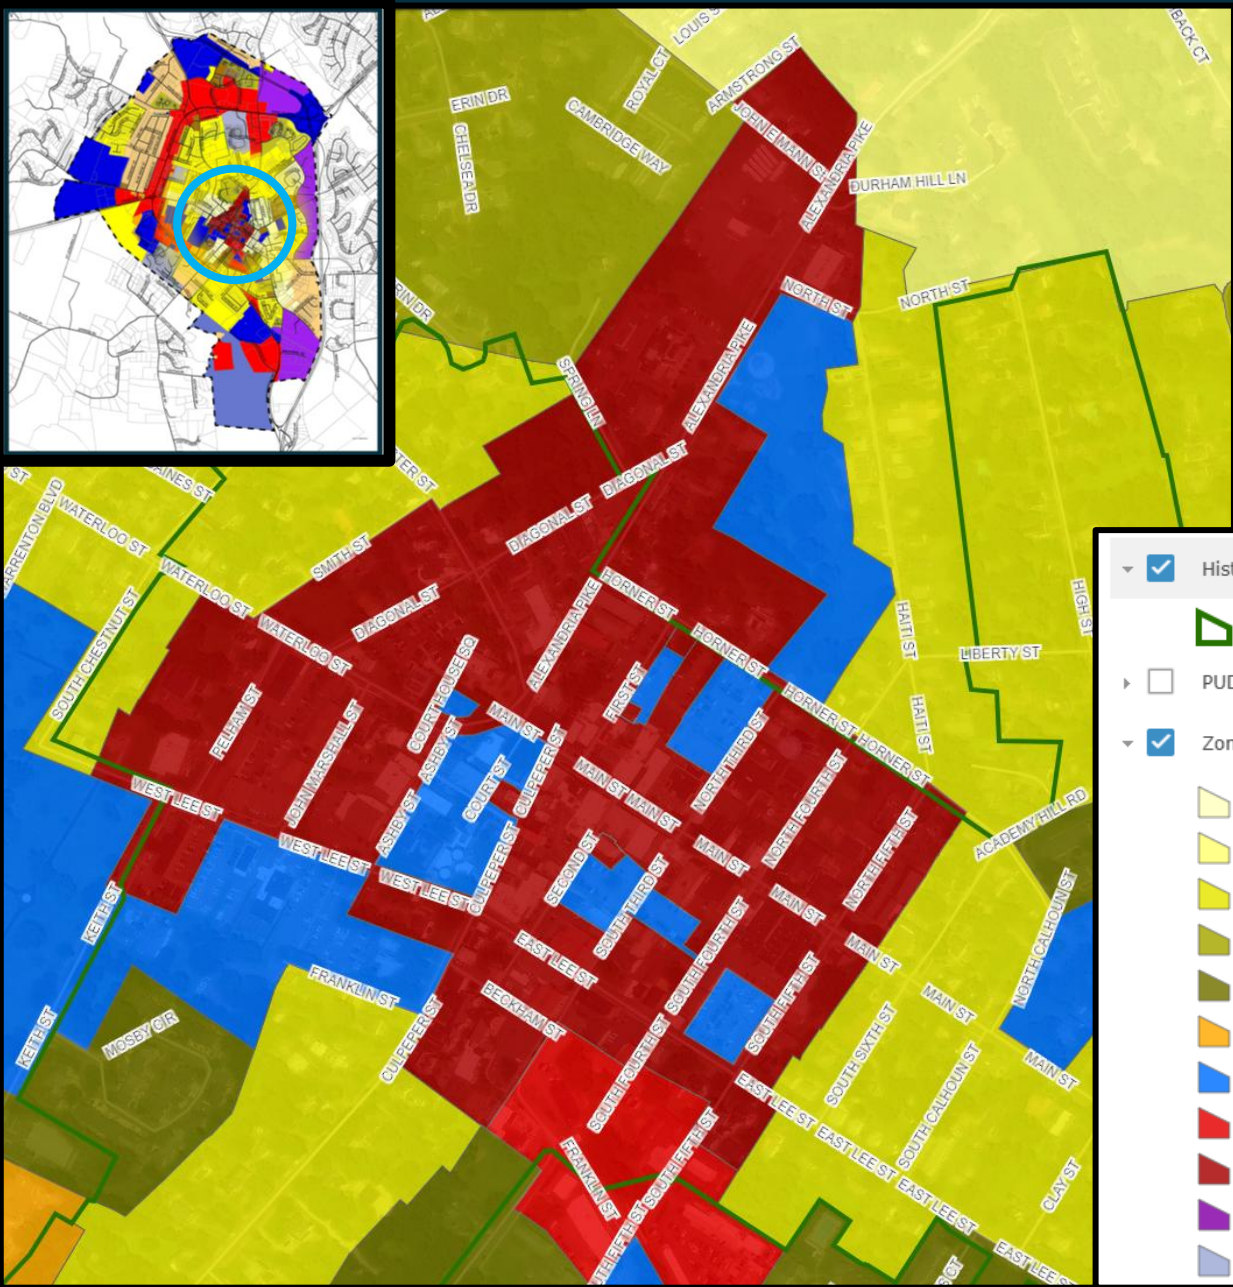 LOUIS S
BACK CT
ARMSTRONG ST
ROYAL CT
ERIN DR
CAMBRIDGE WAY
JOHN E MANN S
CHELSEA DR
ALEXANDRIA PIKE
DURHAM HILL LN
NORTH ST
NORTH ST
RIN DR
ALEXANDRIA PIKE
SPRING LN
DIAGONAL ST
DIAGONAL ST
TER ST
ST
AINES ST
WATERLOO ST
ARRENTON BLVD
SMITH ST
WATERLOO ST
DIAGONAL ST
WATERLOO ST
SOUTH CHESTNUT ST
HORNER ST
ALEXANDRIA PIKE
HORNER ST
HORNER ST
HORNER ST
HAITI ST
HIGH ST
LIBERTY ST
HAITI ST
COURTHOUSE SQ
FIRST ST
PELHAM ST
JOHN MARSHALL ST
ASHBY ST
MAIN ST
COURT ST
CULPEPER ST
MAIN ST
MAIN ST
NORTH THIRD ST
NORTH FOURTH ST
NORTH FIFTH ST
ACADEMY HILL RD
WEST LEE ST
ASHBY ST
WEST LEE ST
WEST LEE ST
CULPEPER ST
SECOND ST
SOUTH THIRD ST
MAIN ST
MAIN ST
MAIN ST
KEITH ST
EAST LEE ST
SOUTH FOURTH ST
NORTH CALHOUN ST
FRANKLIN ST
BECKHAM ST
SOUTH FIFTH ST
MAIN ST
MAIN ST
KEITH ST
MOSBY CIR
CULPEPER ST
SOUTH FOURTH ST
SOUTH SIXTH ST
SOUTH CALHOUN ST
EAST LEE ST
EAST LEE ST
EAST LEE ST
EAST LEE S
CLAY ST
FRANKLIN ST
SOUTH FIFTH ST
TH FIFTH ST
CT
Hist
PUD
Zon